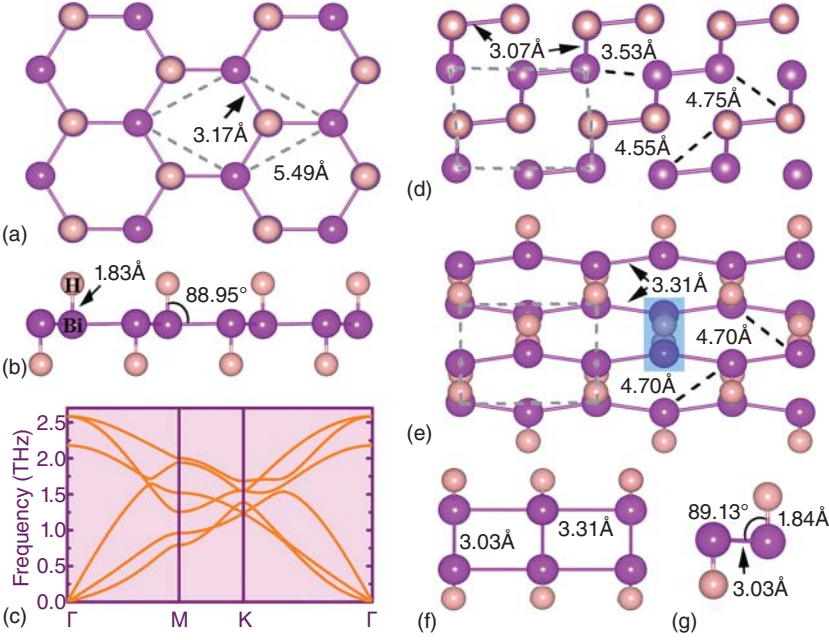 (a)
3.17Å
5.49Å
(b)
H
Bi
1.83Å
88.95°
(c)
Frequency (THz)
2.5
2.0
1.5
1.0
0.5
0.0
Γ M K Γ
(d)
3.07Å
3.53Å
4.75Å
4.55Å
(e)
3.31Å
4.70Å
4.70Å
(f)
3.03Å
3.31Å
(g)
89.13°
1.84Å
3.03Å